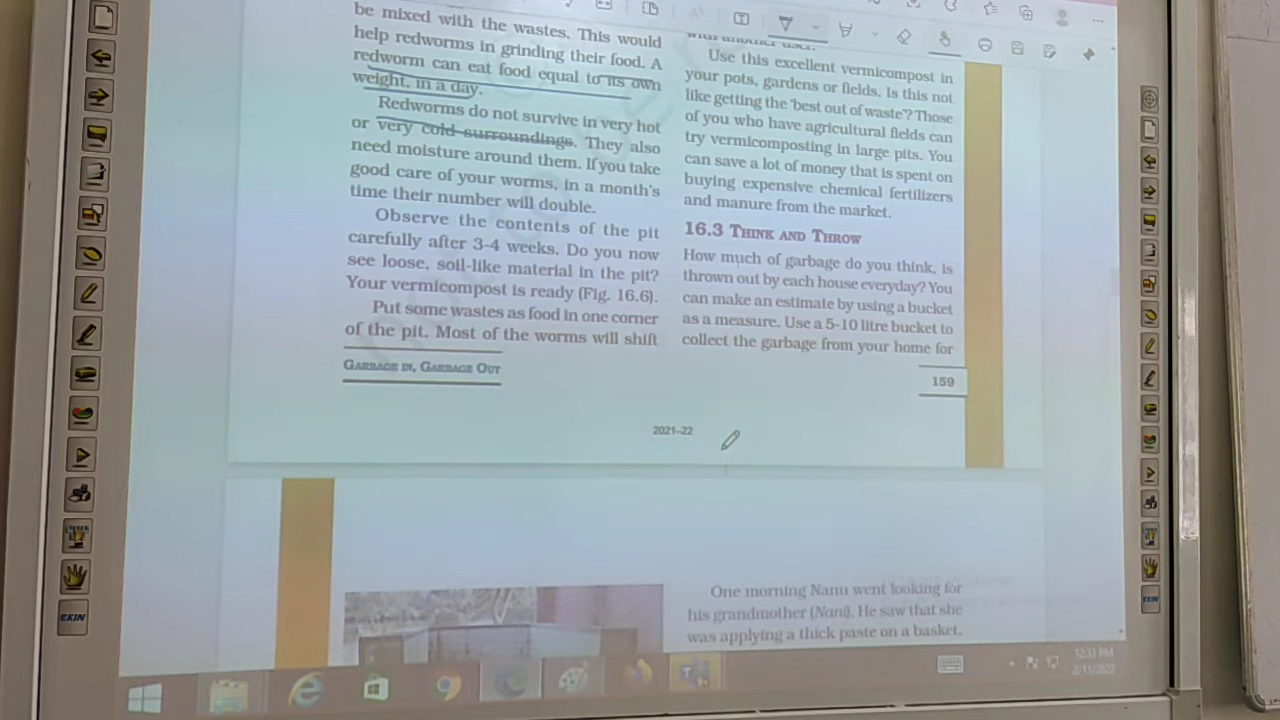 be mixed with the wastes. This would
help redworms in grinding their food. A
redworm can eat food equal to its own
weight, in a day.
Redworms do not survive in very hot
or very cold surroundings. They also
need moisture around them. If you take
good care of your worms, in a month's
time their number will double.
Observe the contents of the pit
carefully after 3-4 weeks. Do you now
see loose, soil-like material in the pit?
Your vermicompost is ready (Fig. 16.6).
Put some wastes as food in one corner
of the pit. Most of the worms will shift
GARBAGE IN, GARBAGE OUT
Use this excellent vermicompost in
your pots, gardens or fields. Is this not
like getting the 'best out of waste'? Those
of you who have agricultural fields can
try vermicomposting in large pits. You
can save a lot of money that is spent on
buying expensive chemical fertilizers
and manure from the market.
16.3 THINK AND THROW
How much of garbage do you think, is
thrown out by each house everyday? You
can make an estimate by using a bucket
as a measure. Use a 5-10 litre bucket to
collect the garbage from your home for
159
2021-22
One morning Nanu went looking for
his grandmother (Nani). He saw that she
was applying a thick paste on a basket.
EKIN
12:33 PM
2/11/2022